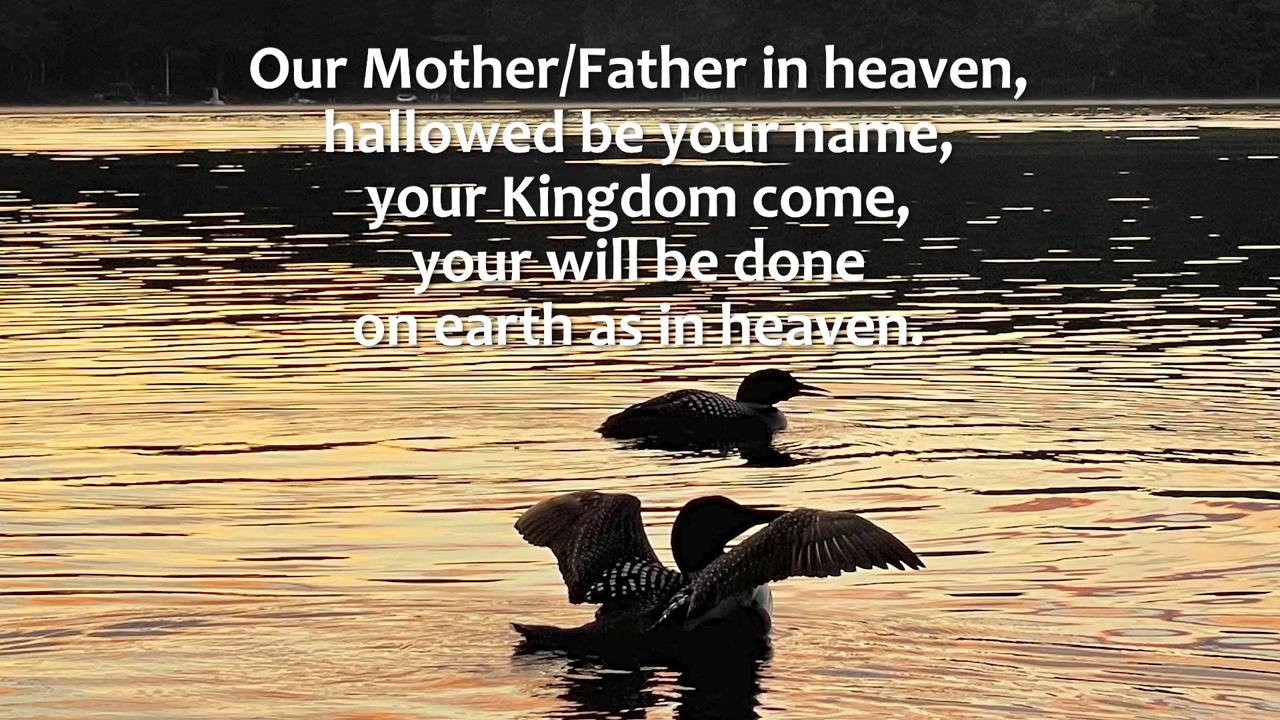 Our Mother/Father in heaven,
hallowed be your name,
your Kingdom come,
your will be done
on earth as in heaven.